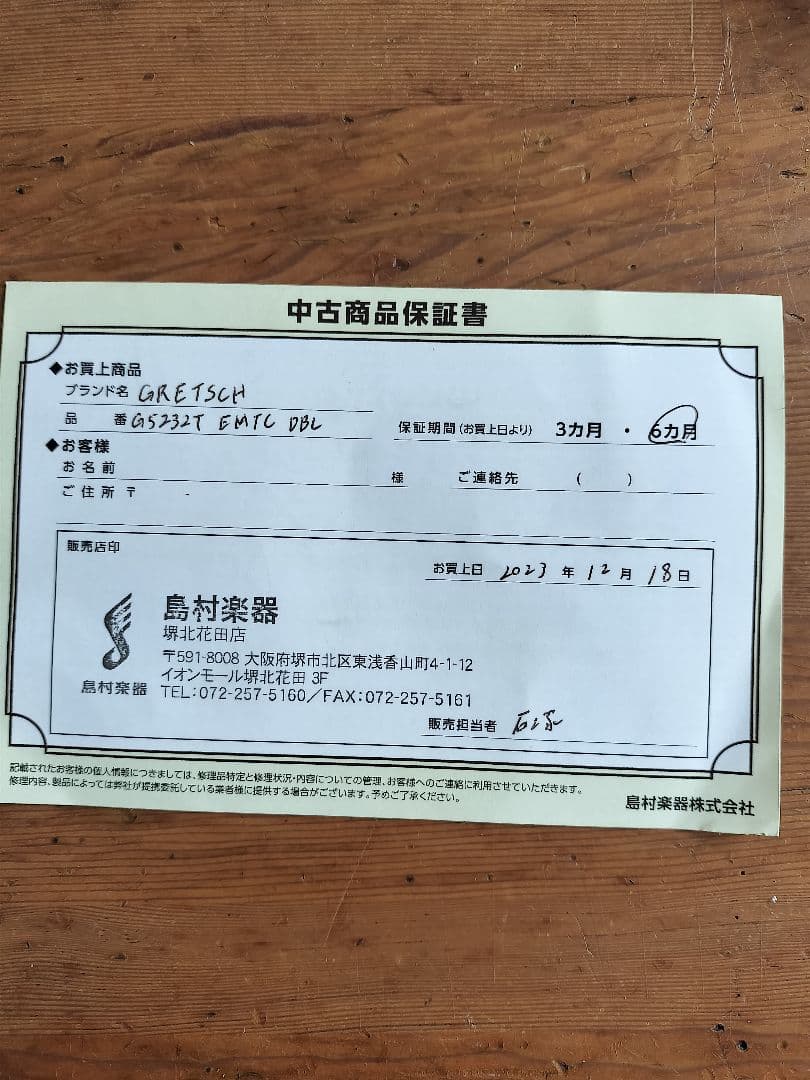 中古商品保証書
◆お買上商品
ブランド名 GRETSCH
品 番 G5232T EMTC DBL
保証期間(お買上日より) 3カ月 ・ 6カ月
◆お客様
お名前 様 ご連絡先 ( )
ご住所 〒 -
販売店印
お買上日 2023 年 12 月 18 日
島村楽器
堺北花田店
〒591-8008 大阪府堺市北区東浅香山町4-1-12
イオンモール堺北花田 3F
島村楽器
TEL:072-257-5160/FAX:072-257-5161
販売担当者
記載されたお客様の個人情報につきましては、修理品特定と修理状況・内容についての管理、お客様へのご連絡に利用させていただきます。
修理内容、製品によっては弊社が提携委託している業者様に提供する場合がございます。予めご了承ください。
島村楽器株式会社